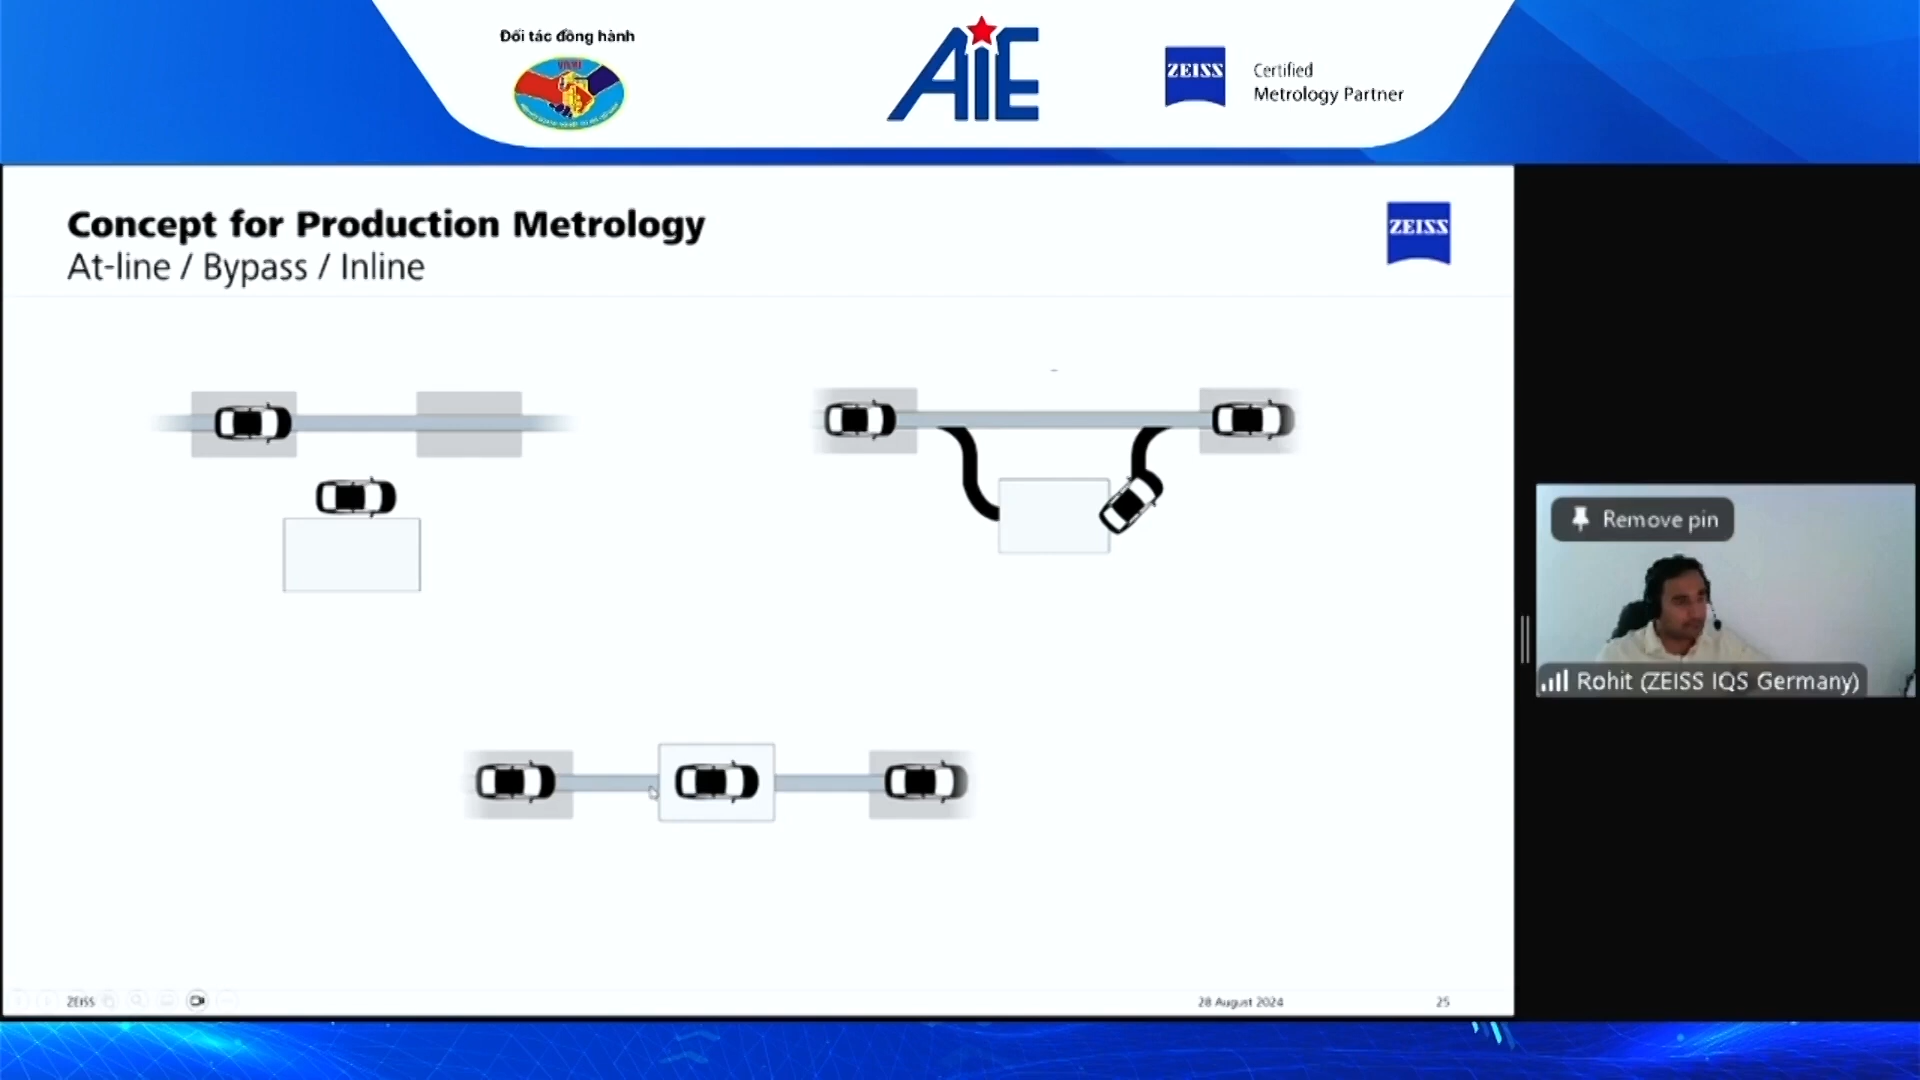 Đối tác đồng hành
AiE
ZEISS
Certified
Metrology Partner
Concept for Production Metrology
At-line / Bypass / Inline
ZEISS
Remove pin
Rohit (ZEISS IQS Germany)
ZEISS
28 August 2024
25